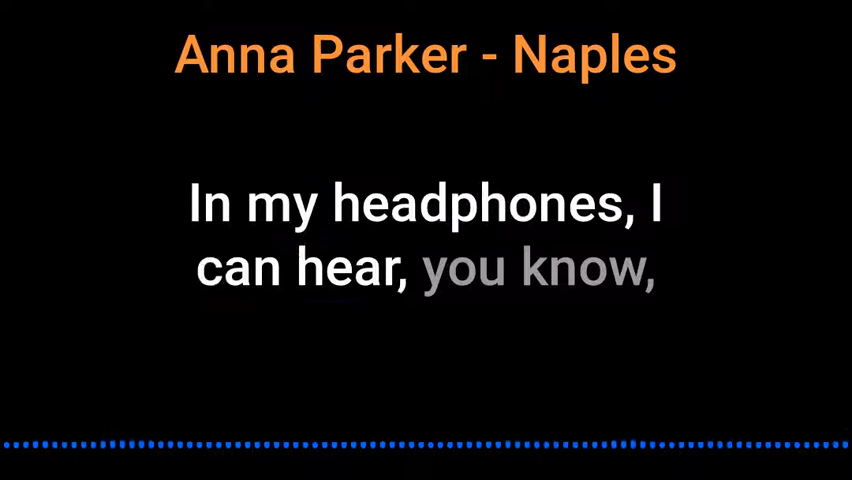 Anna Parker - Naples
In my headphones, I
can hear, you know,